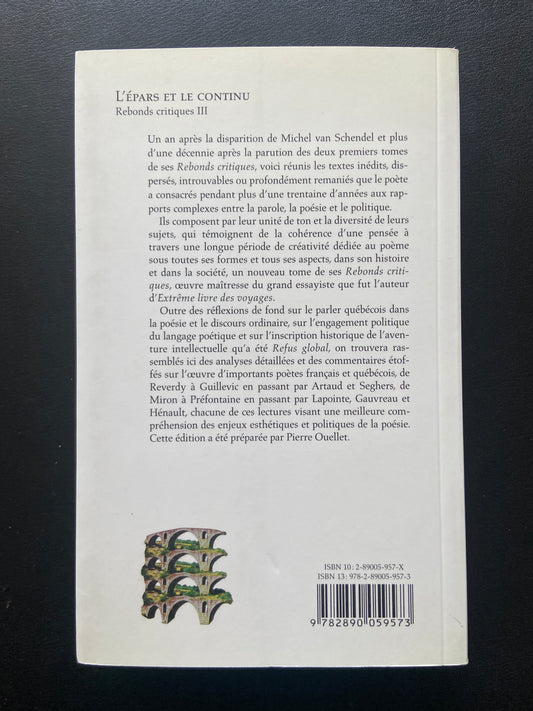 L'ÉPARS ET LE CONTINU
Rebonds critiques III
Un an après la disparition de Michel van Schendel et plus
d'une décennie après la parution des deux premiers tomes
de ses Rebonds critiques, voici réunis les textes inédits, dis-
persés, introuvables ou profondément remaniés que le poète
a consacrés pendant plus d'une trentaine d'années aux rap-
ports complexes entre la parole, la poésie et le politique.
Ils composent par leur unité de ton et la diversité de leurs
sujets, qui témoignent de la cohérence d'une pensée à
travers une longue période de créativité dédiée au poème
sous toutes ses formes et tous ses aspects, dans son histoire
et dans la société, un nouveau tome de ses Rebonds criti-
ques, œuvre maîtresse du grand essayiste que fut l'auteur
d'Extrême livre des voyages.
Outre des réflexions de fond sur le parler québécois dans
la poésie et le discours ordinaire, sur l'engagement politique
du langage poétique et sur l'inscription historique de l'aven-
ture intellectuelle qu'a été Refus global, on trouvera ras-
semblés ici des analyses détaillées et des commentaires étof-
fés sur l'œuvre d'importants poètes français et québécois, de
Reverdy à Guillevic en passant par Artaud et Seghers, de
Miron à Préfontaine en passant par Lapointe, Gauvreau et
Hénault, chacune de ces lectures visant une meilleure com-
préhension des enjeux esthétiques et politiques de la poésie.
Cette édition a été préparée par Pierre Ouellet.
ISBN 10: 2-89005-957-X
ISBN 13: 978-2-89005-957-3
9 782890 059573